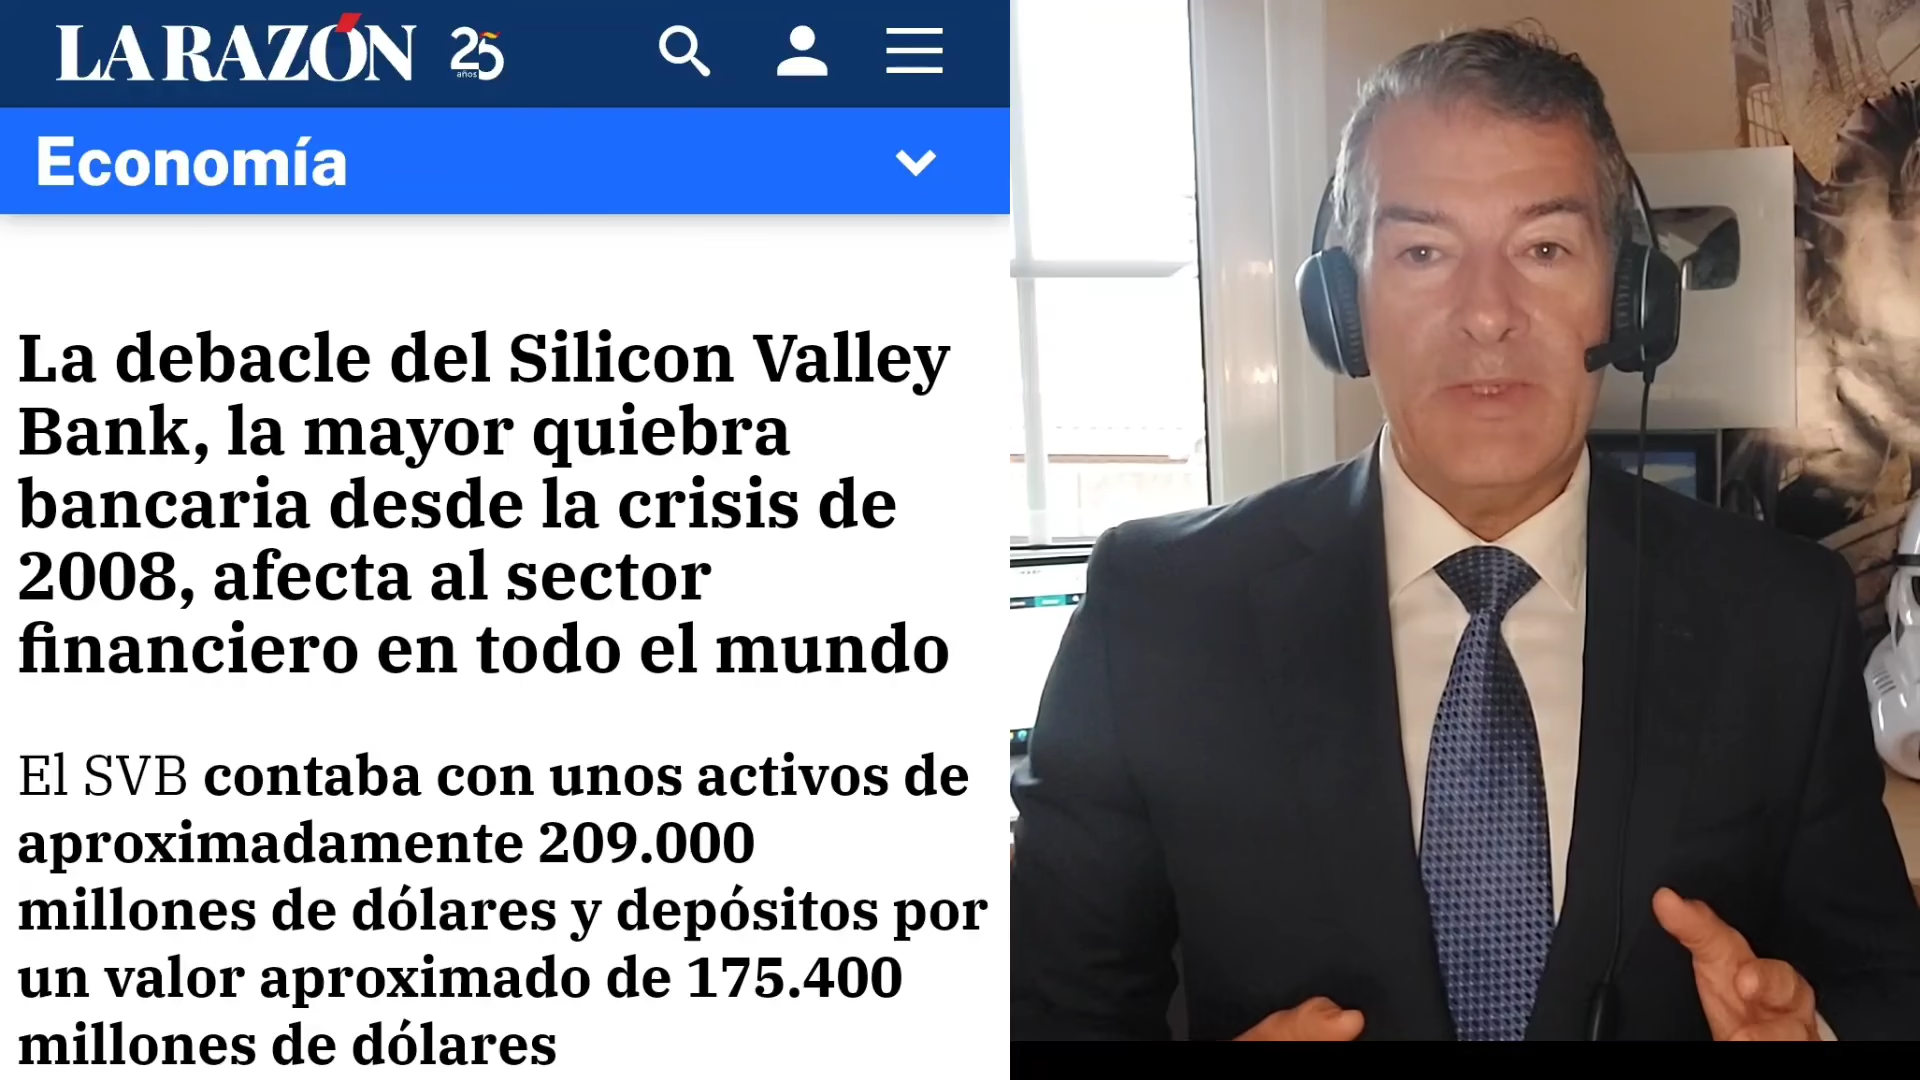 LA RAZÓN 25
años
Economía
La debacle del Silicon Valley
Bank, la mayor quiebra
bancaria desde la crisis de
2008, afecta al sector
financiero en todo el mundo
El SVB contaba con unos activos de
aproximadamente 209.000
millones de dólares y depósitos por
un valor aproximado de 175.400
millones de dólares